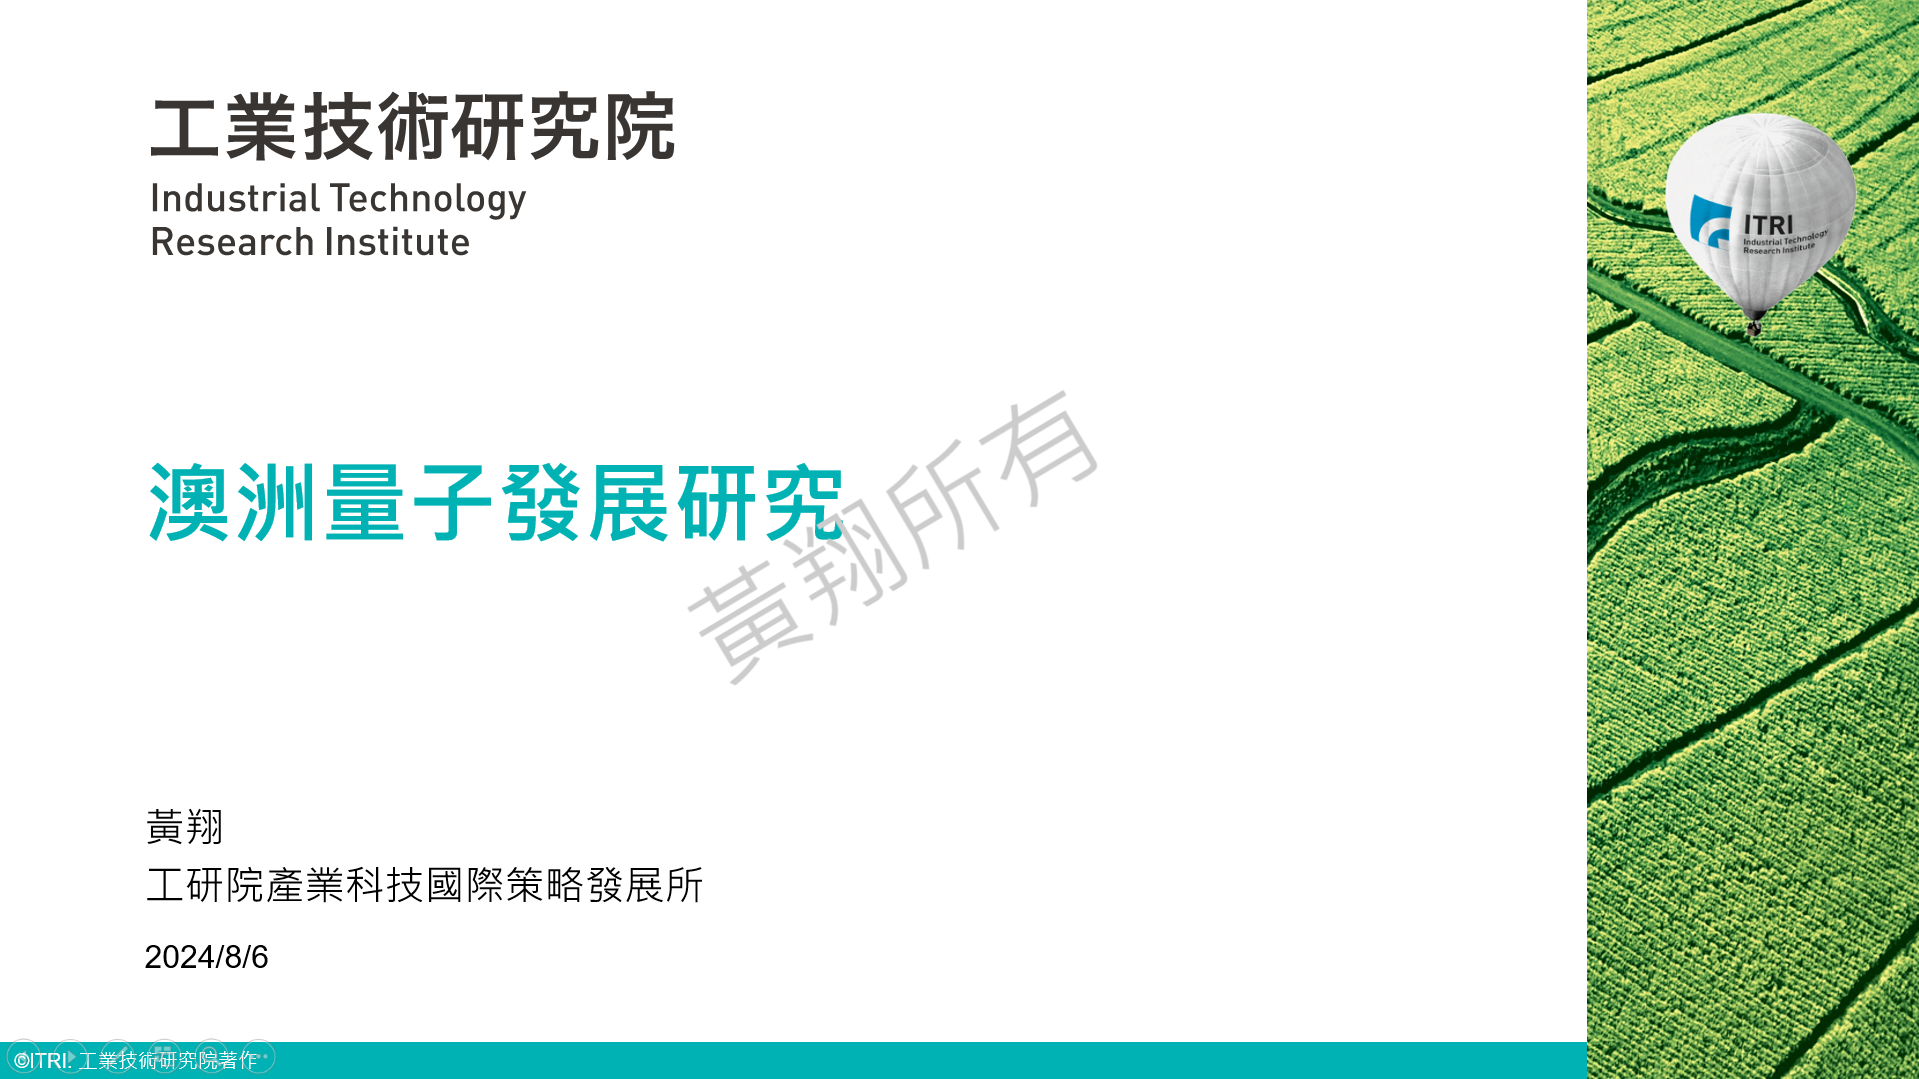 工業技術研究院
Industrial Technology
Research Institute
ITRI
Industrial Technology
Research Institute
澳洲量子發展研究
黃翔所有
黃翔
工研院產業科技國際策略發展所
2024/8/6
©ITRI. 工業技術研究院著作